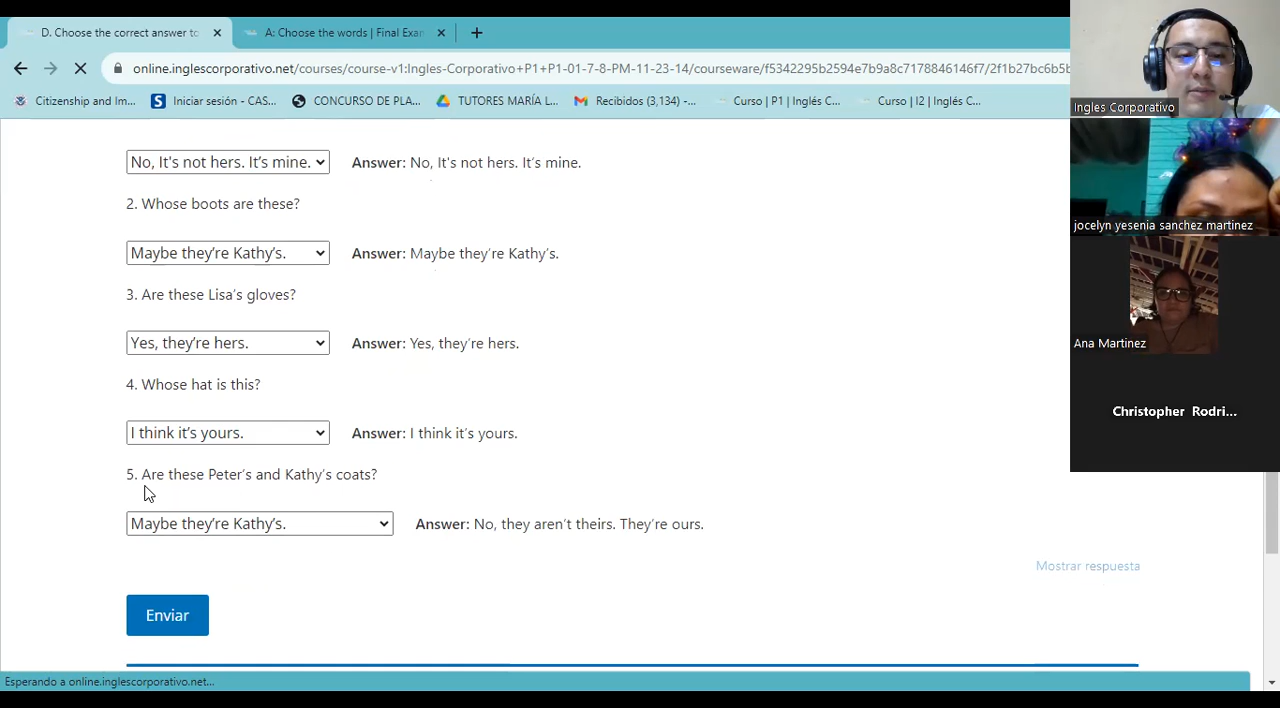 D. Choose the correct answer to
A: Choose the words | Final Exar
online.inglescorporativo.net/courses/course-v1:Ingles-Corporativo+P1+P1-01-7-8-PM-11-23-14/courseware/f5342295b2594e7b9a8c7178846146f7/2f1b27bc6b5b
Citizenship and Im...
Iniciar sesión - CAS...
CONCURSO DE PLA...
TUTORES MARÍA L...
Recibidos (3,134) -...
Curso | P1 | Inglés C...
Curso | I2 | Inglés C...
Ingles Corporativo
No, It's not hers. It's mine. Answer: No, It's not hers. It's mine.
2. Whose boots are these?
jocelyn yesenia sanchez martinez
Maybe they're Kathy's. Answer: Maybe they're Kathy's.
3. Are these Lisa's gloves?
Yes, they're hers. Answer: Yes, they're hers.
Ana Martinez
4. Whose hat is this?
Christopher Rodri...
I think it's yours. Answer: I think it's yours.
5. Are these Peter's and Kathy's coats?
Maybe they're Kathy's. Answer: No, they aren't theirs. They're ours.
Mostrar respuesta
Enviar
Esperando a online.inglescorporativo.net...